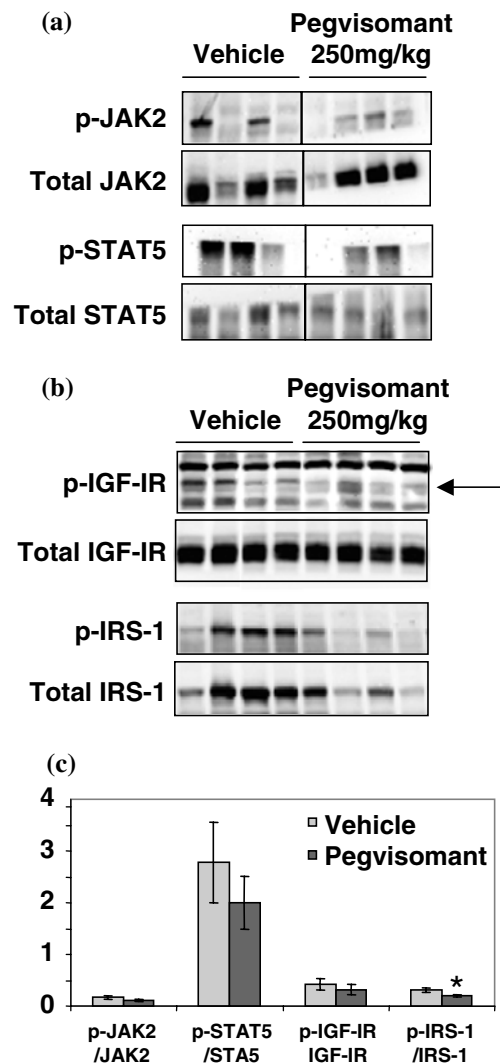 (a)
Pegvisomant
Vehicle 250mg/kg
p-JAK2
Total JAK2
p-STAT5
Total STAT5
(b)
Pegvisomant
Vehicle 250mg/kg
p-IGF-IR
Total IGF-IR
p-IRS-1
Total IRS-1
(c)
4
3
2
1
0
Vehicle
Pegvisomant
*
p-JAK2 p-STAT5 p-IGF-IR p-IRS-1
/JAK2 /STA5 IGF-IR /IRS-1